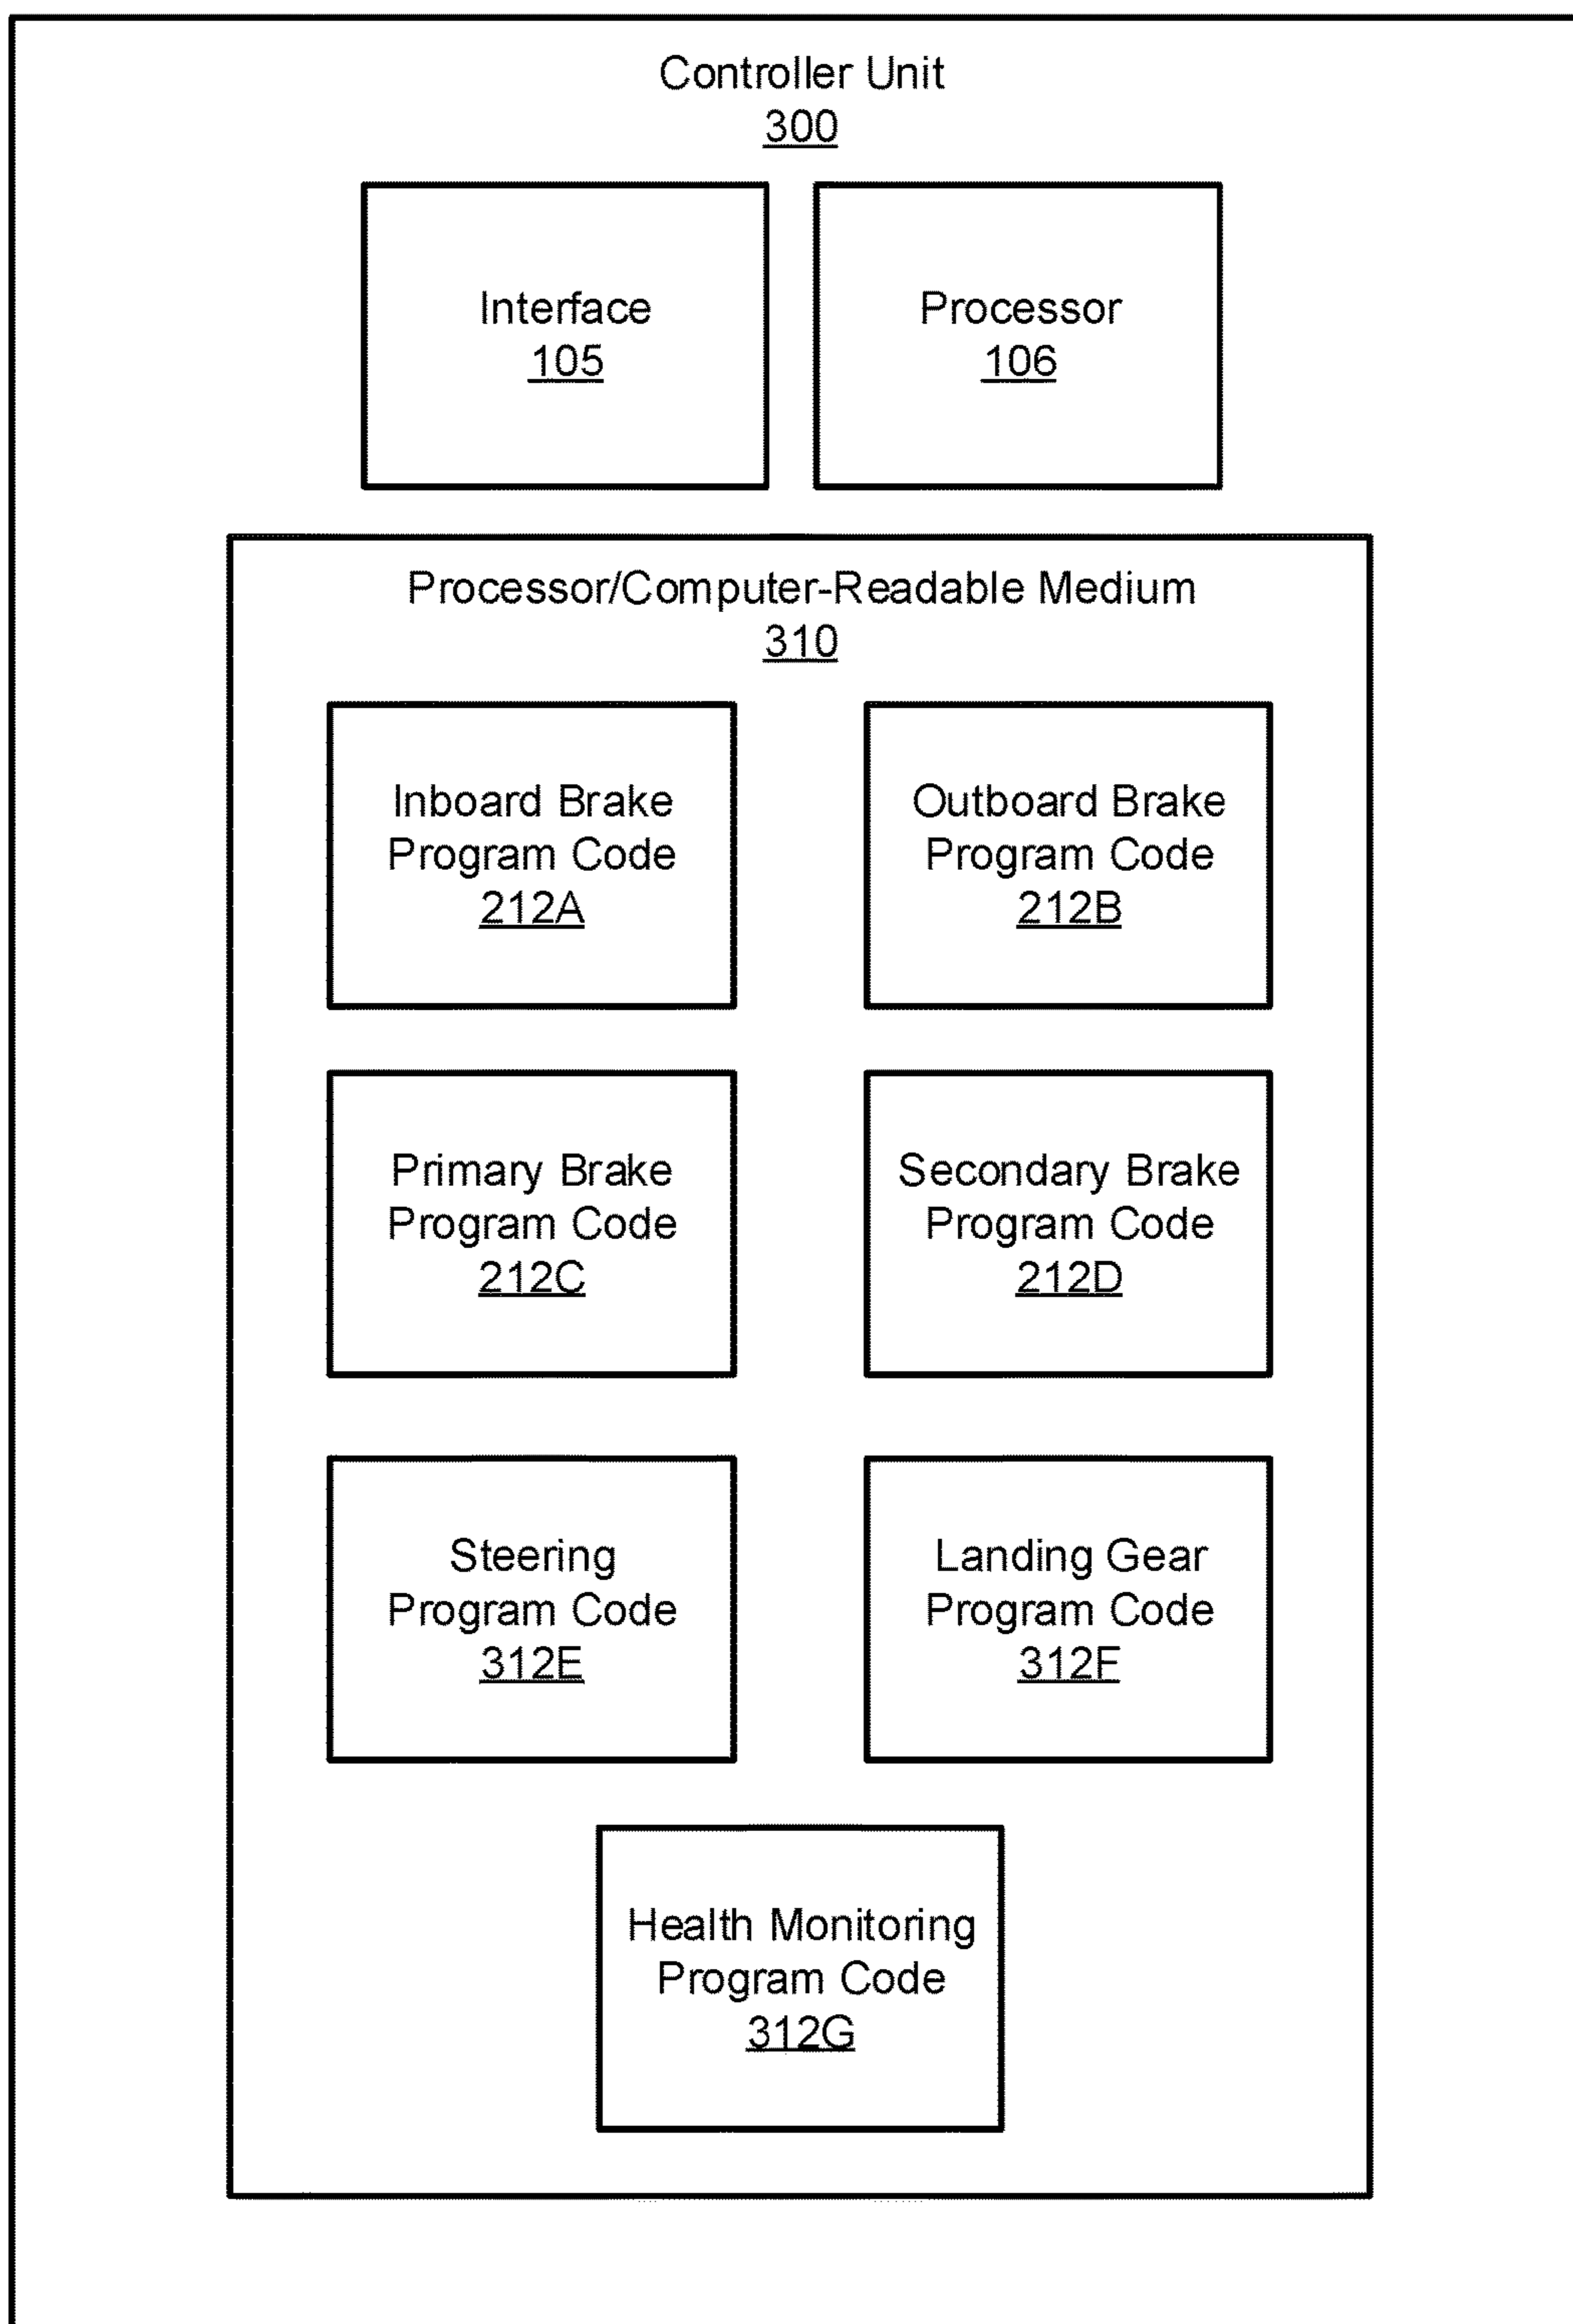 Controller Unit
300
Interface
105
Processor
106
Processor/Computer-Readable Medium
310
Inboard Brake
Program Code
212A
Outboard Brake
Program Code
212B
Primary Brake
Program Code
212C
Secondary Brake
Program Code
212D
Steering
Program Code
312E
Landing Gear
Program Code
312F
Health Monitoring
Program Code
312G